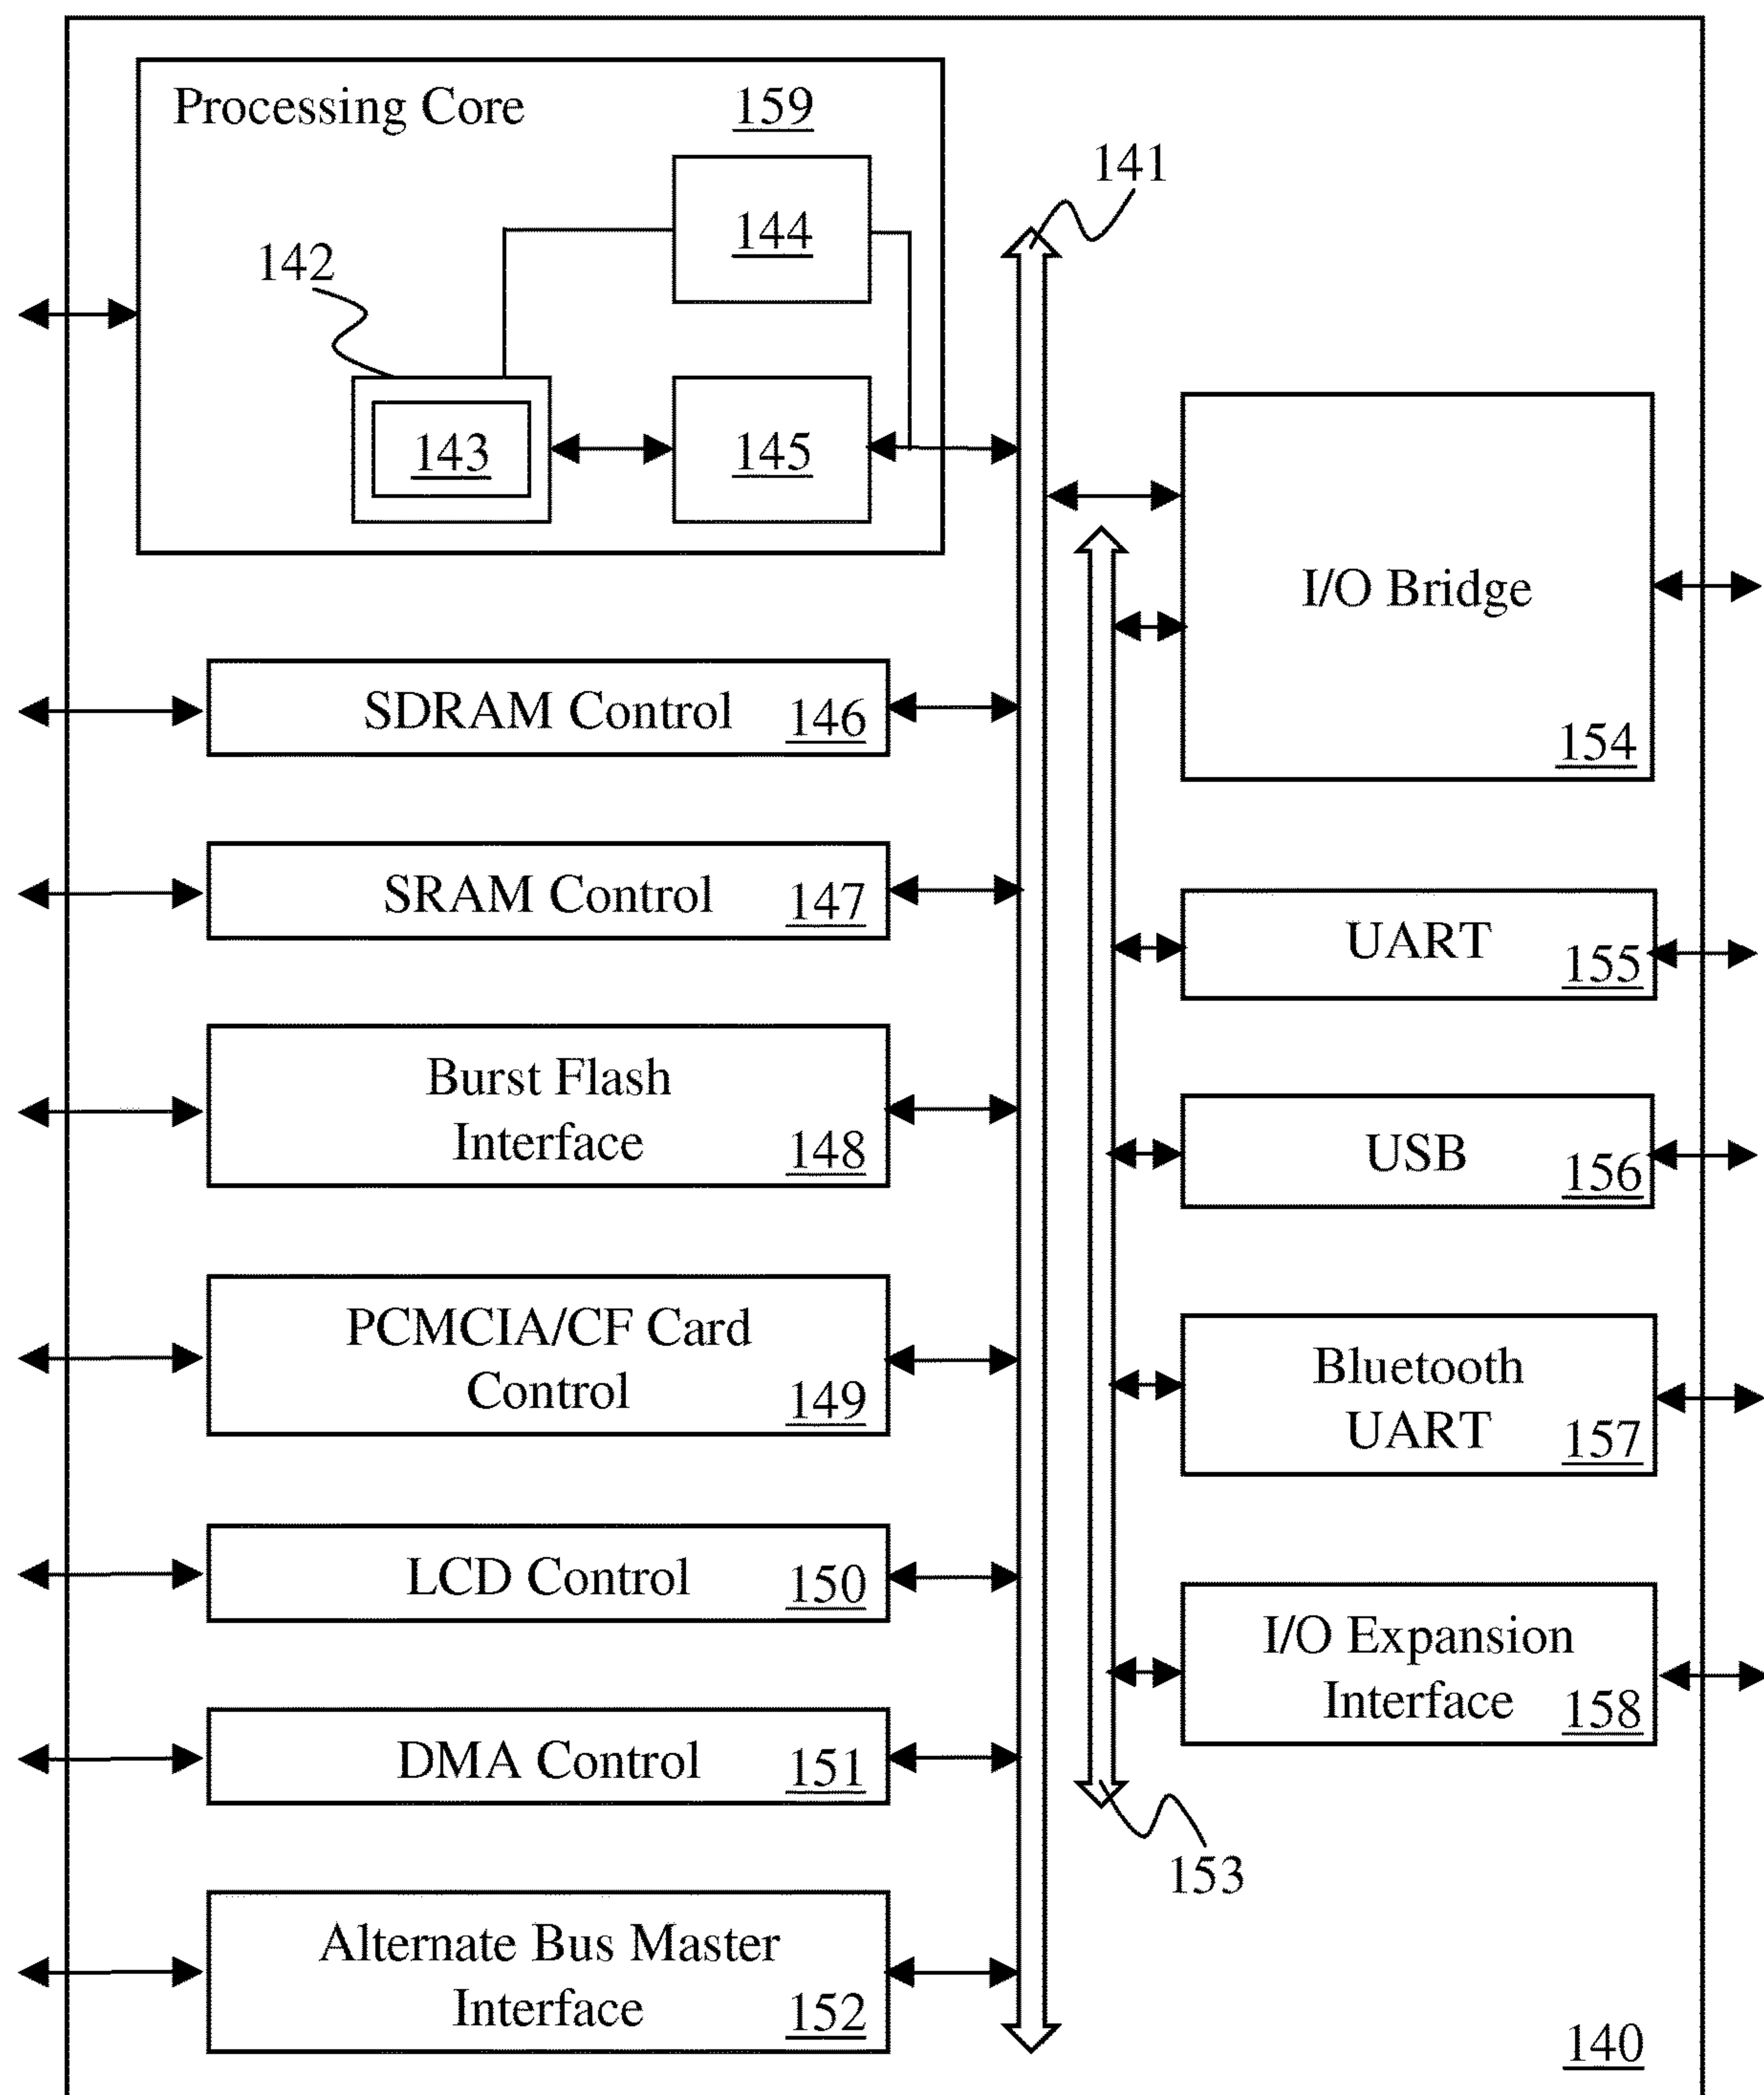 Processing Core 159
141
144
142
143
145
I/O Bridge
154
SDRAM Control 146
SRAM Control 147
UART 155
Burst Flash
Interface 148
USB 156
PCMCIA/CF Card
Control 149
Bluetooth
UART 157
LCD Control 150
I/O Expansion
Interface 158
DMA Control 151
153
Alternate Bus Master
Interface 152
140